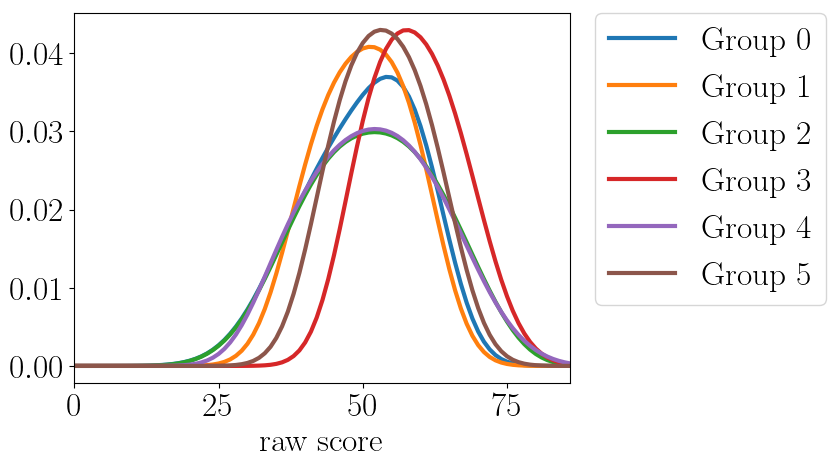 0.04
0.03
0.02
0.01
0.00
0 25 50 75
raw score
Group 0
Group 1
Group 2
Group 3
Group 4
Group 5